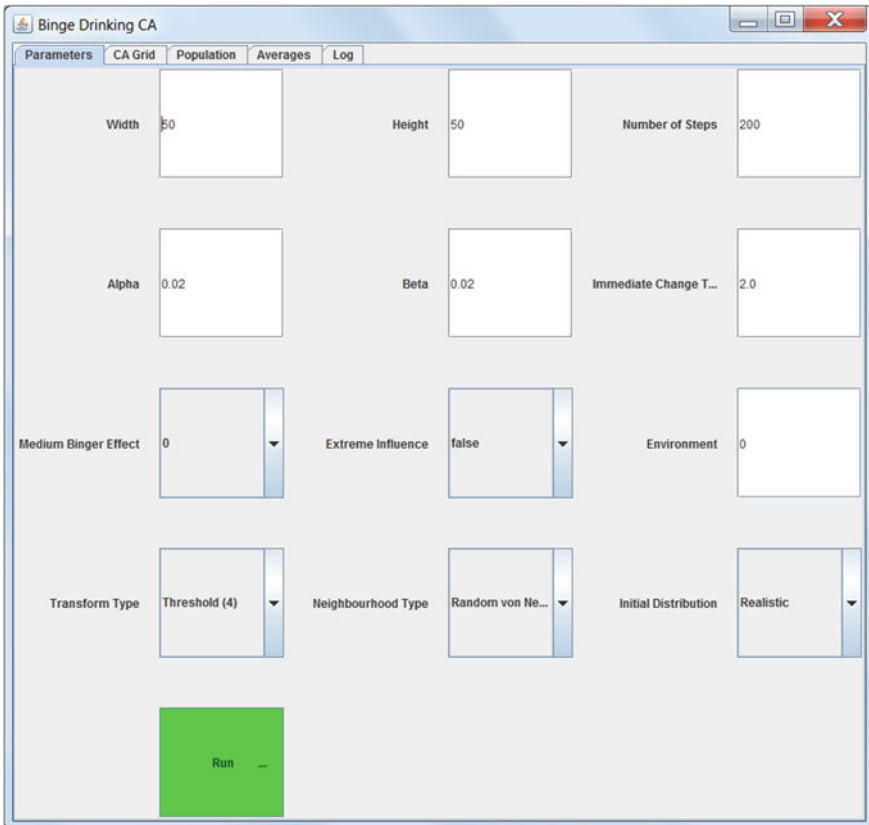 Binge Drinking CA
Parameters CA Grid Population Averages Log
Width 50 Height 50 Number of Steps 200
Alpha 0.02 Beta 0.02 Immediate Change T... 2.0
Medium Binger Effect 0 Extreme Influence false Environment 0
Transform Type Threshold (4) Neighbourhood Type Random von Ne... Initial Distribution Realistic
Run ...